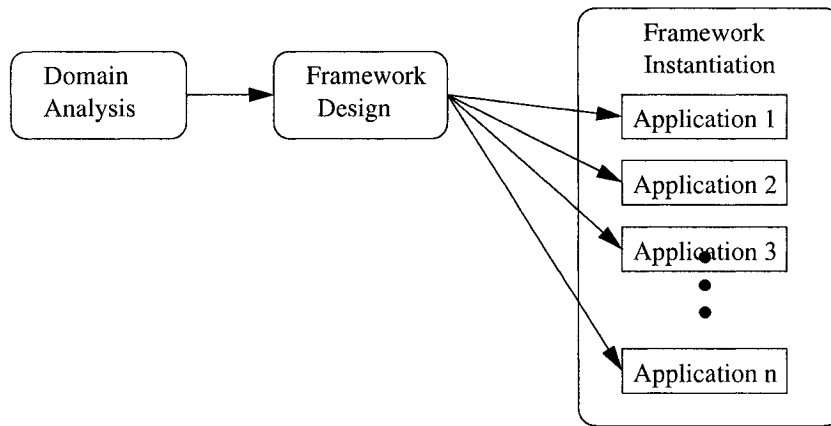 Domain
Analysis
Framework
Design
Framework
Instantiation
Application 1
Application 2
Application 3
Application n